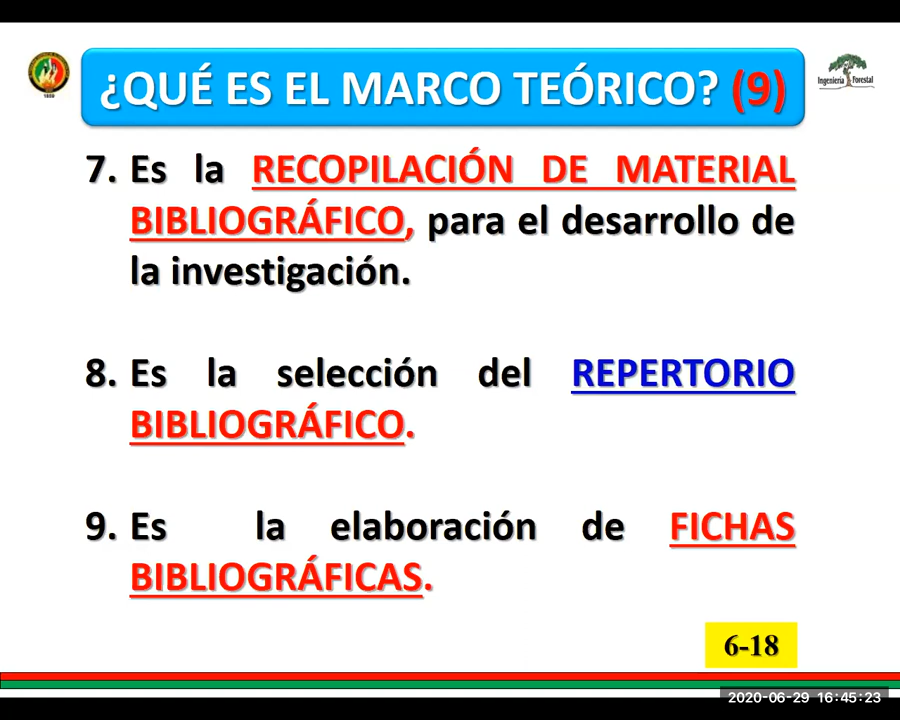 ¿QUÉ ES EL MARCO TEÓRICO? (9)
Ingeniería Forestal
1859
7. Es la RECOPILACIÓN DE MATERIAL
BIBLIOGRÁFICO, para el desarrollo de
la investigación.
8. Es la selección del REPERTORIO
BIBLIOGRÁFICO.
9. Es la elaboración de FICHAS
BIBLIOGRÁFICAS.
6-18
2020-06-29 16:45:23